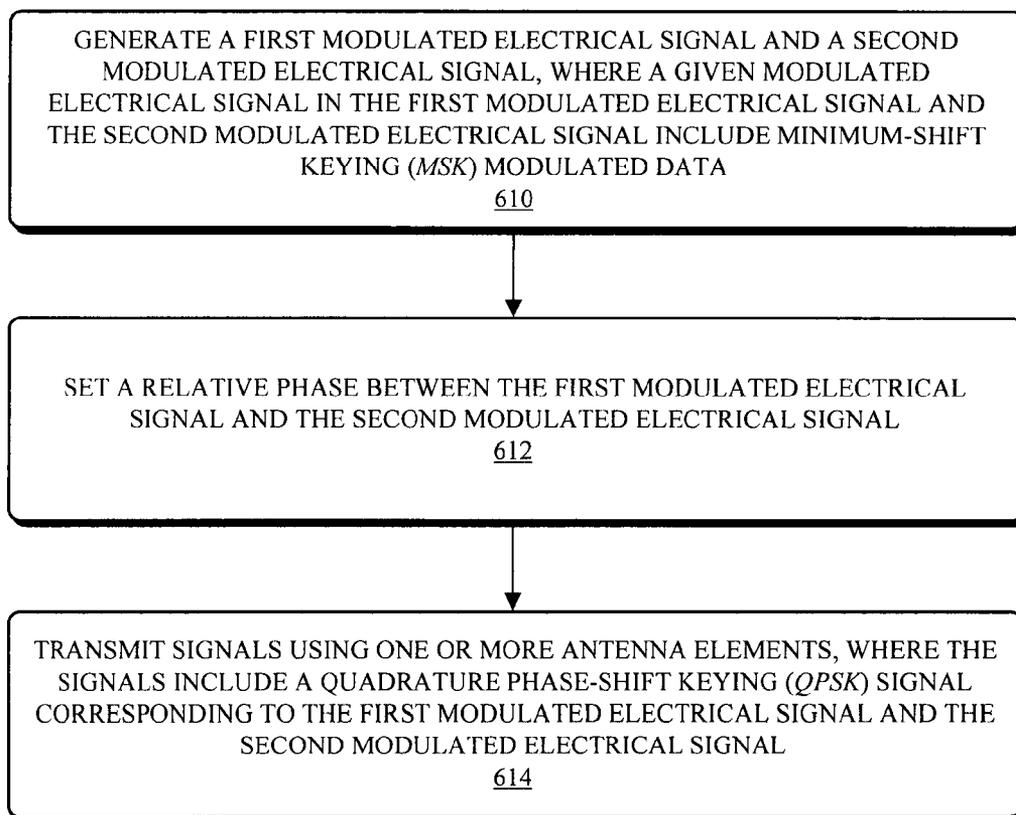 GENERATE A FIRST MODULATED ELECTRICAL SIGNAL AND A SECOND
MODULATED ELECTRICAL SIGNAL, WHERE A GIVEN MODULATED
ELECTRICAL SIGNAL IN THE FIRST MODULATED ELECTRICAL SIGNAL AND
THE SECOND MODULATED ELECTRICAL SIGNAL INCLUDE MINIMUM-SHIFT
KEYING (MSK) MODULATED DATA
610
SET A RELATIVE PHASE BETWEEN THE FIRST MODULATED ELECTRICAL
SIGNAL AND THE SECOND MODULATED ELECTRICAL SIGNAL
612
TRANSMIT SIGNALS USING ONE OR MORE ANTENNA ELEMENTS, WHERE THE
SIGNALS INCLUDE A QUADRATURE PHASE-SHIFT KEYING (QPSK) SIGNAL
CORRESPONDING TO THE FIRST MODULATED ELECTRICAL SIGNAL AND THE
SECOND MODULATED ELECTRICAL SIGNAL
614